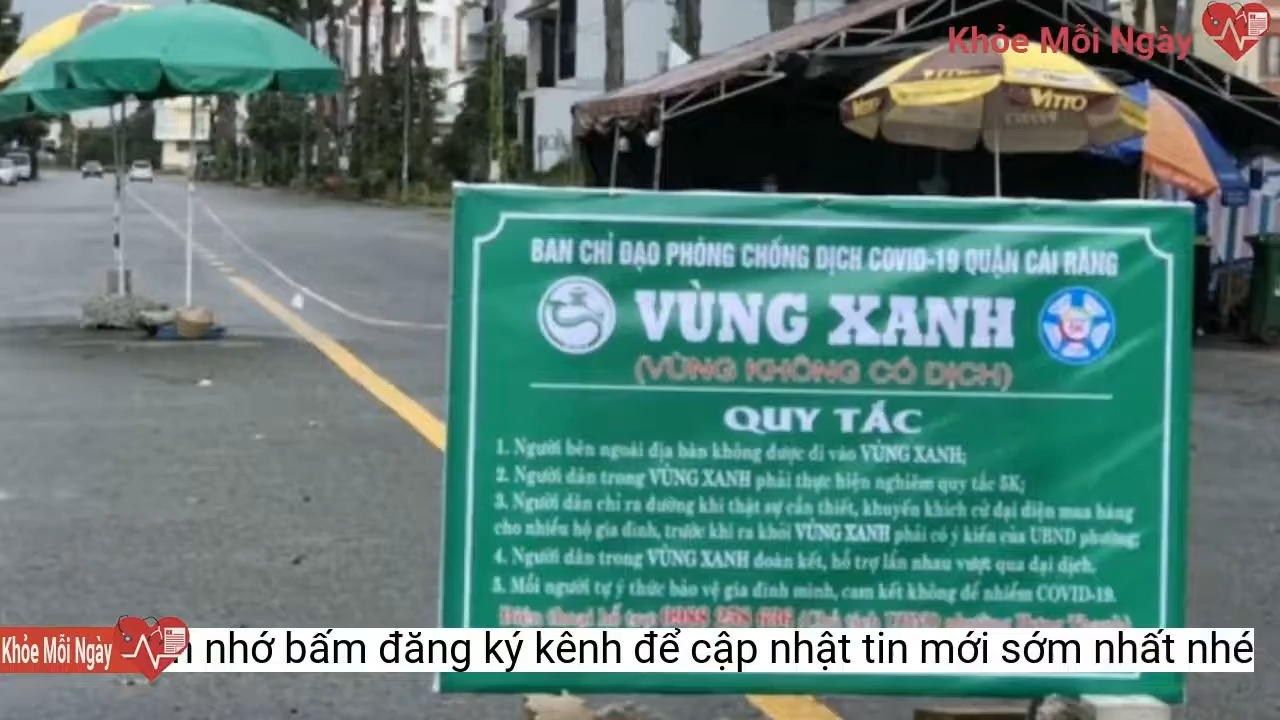 Khỏe Mỗi Ngày
VITTO
VITTO
BAN CHỈ ĐẠO PHÒNG CHỐNG DỊCH COVID-19 QUẬN CÁI RĂNG
VÙNG XANH
(VÙNG KHÔNG CÓ DỊCH)
QUY TẮC
1. Người bên ngoài địa bàn không được đi vào VÙNG XANH;
2. Người dân trong VÙNG XANH phải thực hiện nghiêm quy tắc 5K;
3. Người dân chỉ ra đường khi thật sự cần thiết, khuyến khích cử đại diện mua hàng
cho nhiều hộ gia đình, trước khi ra khỏi VÙNG XANH phải có ý kiến của UBND phường;
4. Người dân trong VÙNG XANH đoàn kết, hỗ trợ lẫn nhau vượt qua đại dịch.
5. Mỗi người tự ý thức bảo vệ gia đình mình, cam kết không để nhiễm COVID-19.
Điện thoại hỗ trợ
Khỏe Mỗi Ngày
nhớ bấm đăng ký kênh để cập nhật tin mới sớm nhất nhé